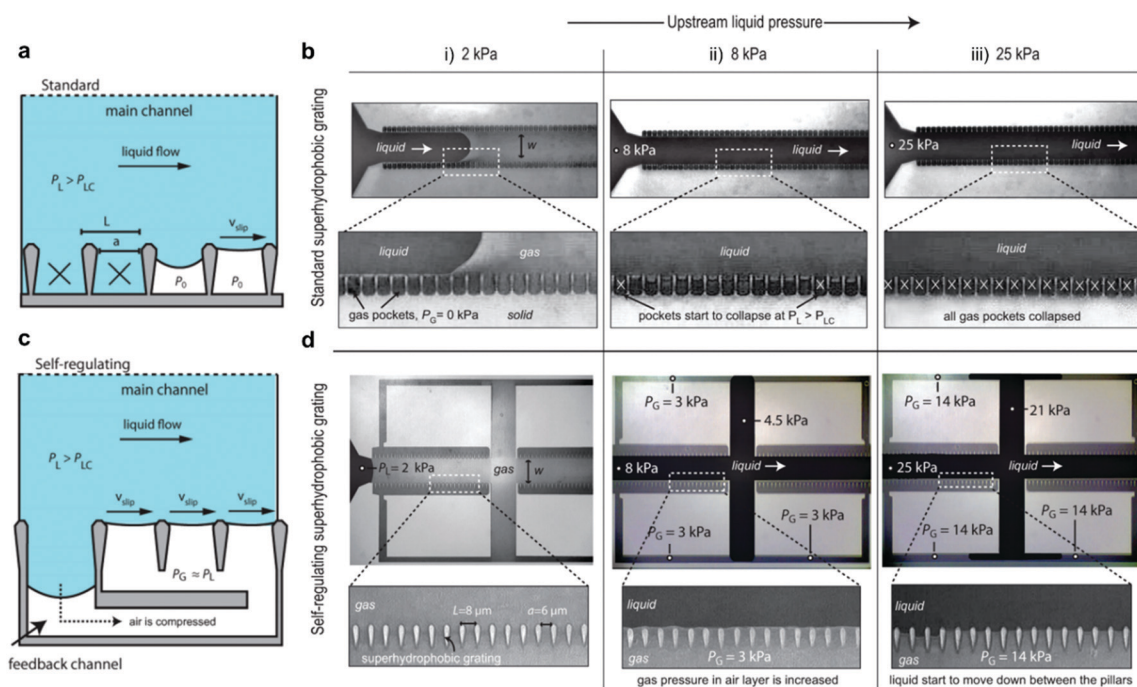 Upstream liquid pressure
a
Standard
main channel
liquid flow
P_L > P_LC
L
a
v_slip
P_0
P_0
b
i) 2 kPa
ii) 8 kPa
iii) 25 kPa
Standard superhydrophobic grating
liquid
w
8 kPa
liquid
25 kPa
liquid
liquid
gas
gas pockets, P_G = 0 kPa
solid
liquid
pockets start to collapse at P_L > P_LC
liquid
all gas pockets collapsed
c
Self-regulating
main channel
liquid flow
P_L > P_LC
v_slip
v_slip
v_slip
P_G ≈ P_L
air is compressed
feedback channel
d
Self-regulating superhydrophobic grating
P_L = 2 kPa
gas
w
P_G = 3 kPa
4.5 kPa
8 kPa
liquid
P_G = 3 kPa
P_G = 3 kPa
P_G = 14 kPa
21 kPa
25 kPa
liquid
P_G = 14 kPa
P_G = 14 kPa
gas
L=8 μm
a=6 μm
superhydrophobic grating
liquid
gas
P_G = 3 kPa
gas pressure in air layer is increased
liquid
gas
P_G = 14 kPa
liquid start to move down between the pillars